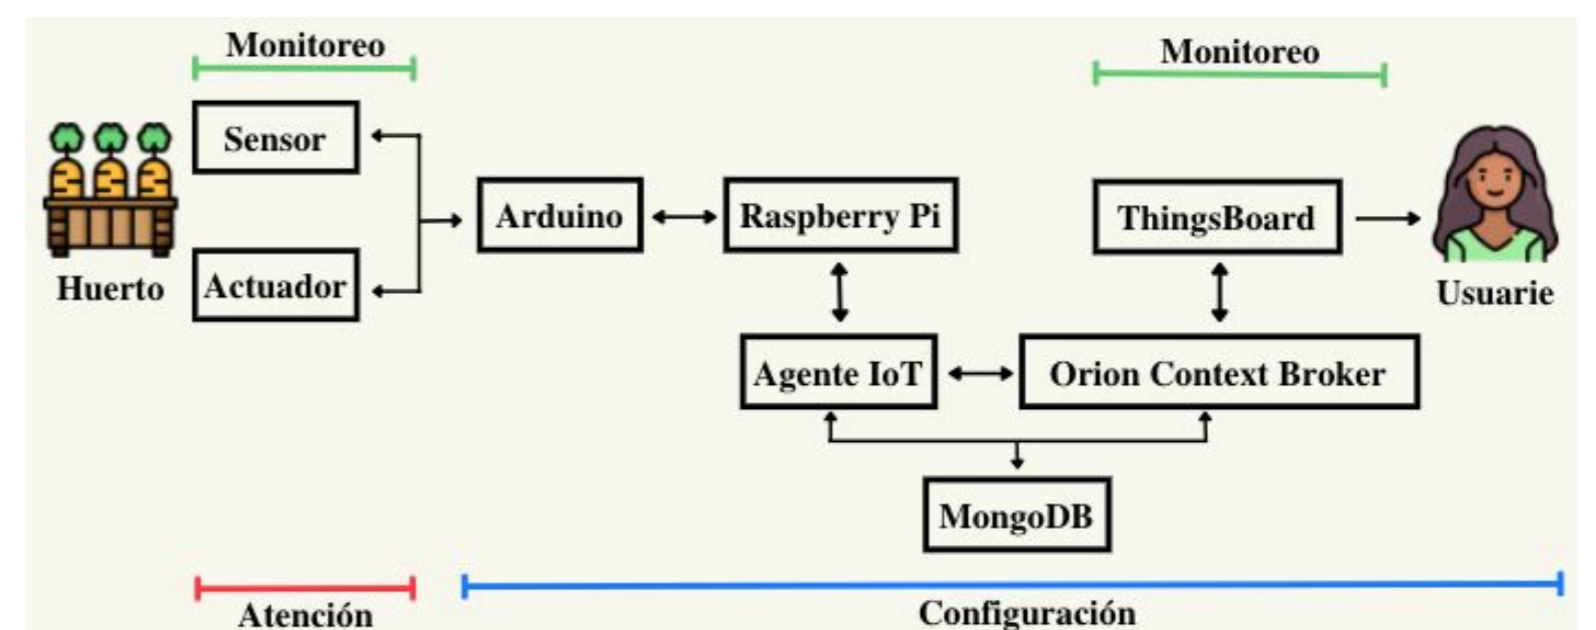 Monitoreo
Monitoreo
Sensor
Arduino
Raspberry Pi
ThingsBoard
Huerto
Actuador
Usuarie
Agente IoT
Orion Context Broker
MongoDB
Atención
Configuración